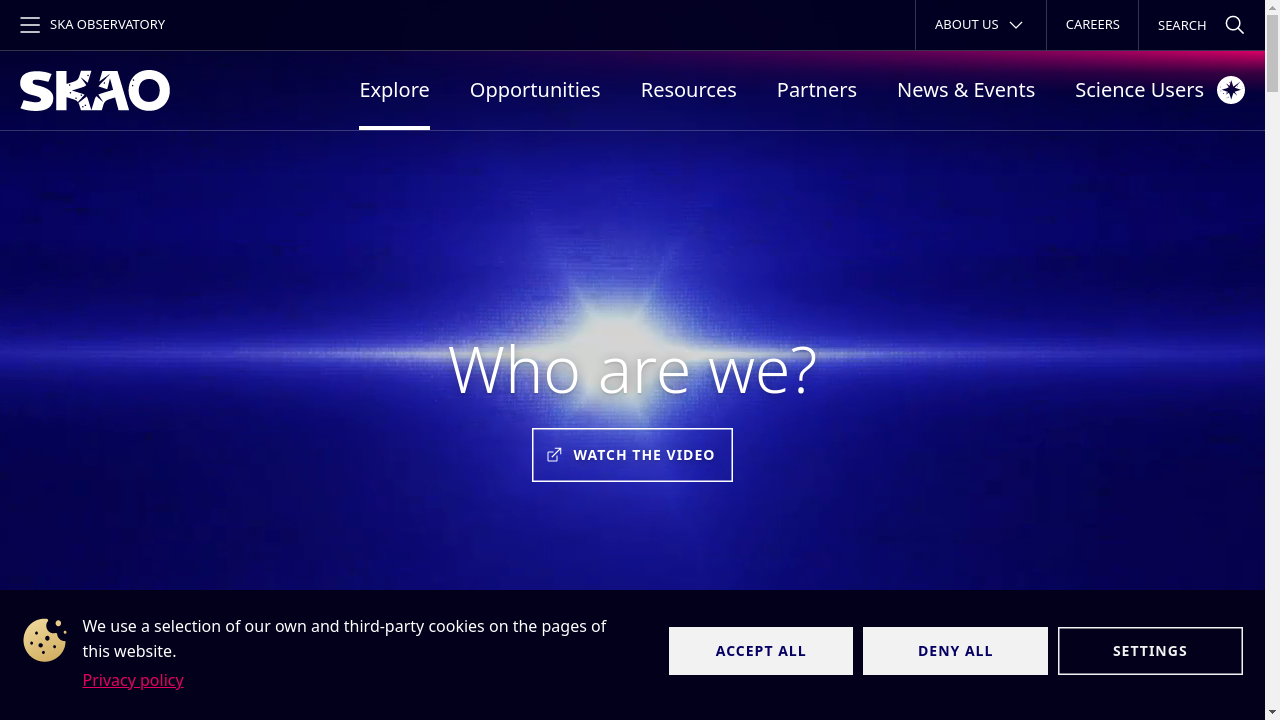 SKA OBSERVATORY
ABOUT US
CAREERS
SEARCH
SKAO
Explore
Opportunities
Resources
Partners
News & Events
Science Users
Who are we?
WATCH THE VIDEO
We use a selection of our own and third-party cookies on the pages of
this website.
Privacy policy
ACCEPT ALL
DENY ALL
SETTINGS